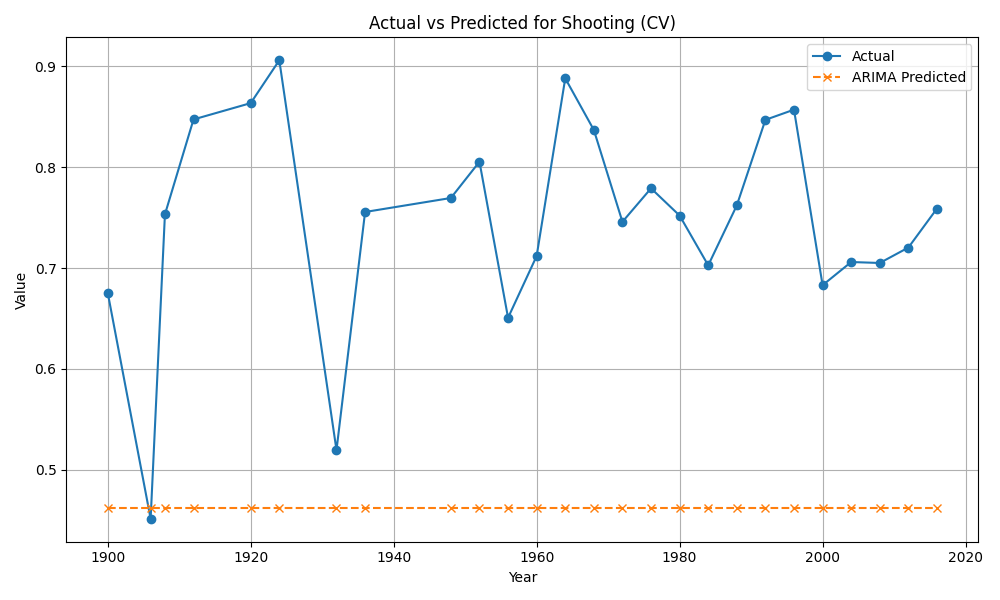 Actual vs Predicted for Shooting (CV)
Actual
ARIMA Predicted
Value
0.9
0.8
0.7
0.6
0.5
1900 1920 1940 1960 1980 2000 2020
Year